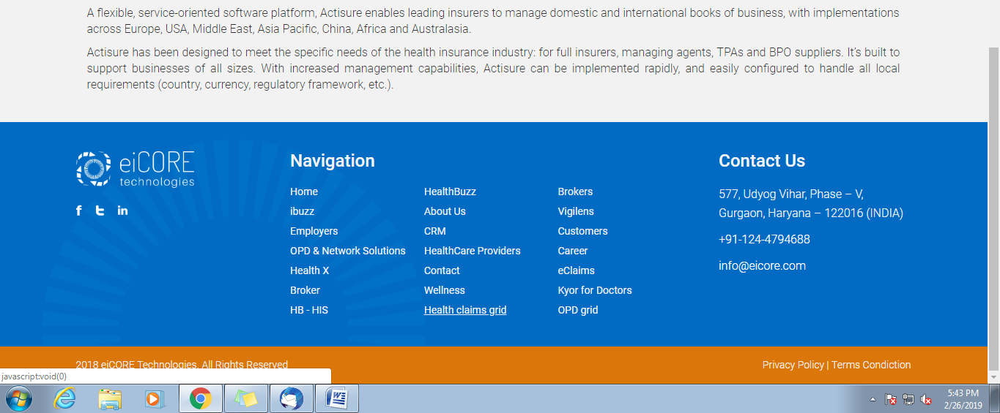 A flexible, service-oriented software platform, Actisure enables leading insurers to manage domestic and international books of business, with implementations
across Europe, USA, Middle East, Asia Pacific, China, Africa and Australasia.
Actisure has been designed to meet the specific needs of the health insurance industry: for full insurers, managing agents, TPAs and BPO suppliers. It's built to
support businesses of all sizes. With increased management capabilities, Actisure can be implemented rapidly, and easily configured to handle all local
requirements (country, currency, regulatory framework, etc.).
eiCORE
technologies
f t in
Navigation
Home
ibuzz
Employers
OPD & Network Solutions
Health X
Broker
HB - HIS
HealthBuzz
About Us
CRM
HealthCare Providers
Contact
Wellness
Health claims grid
Brokers
Vigilens
Customers
Career
eClaims
Kyor for Doctors
OPD grid
Contact Us
577, Udyog Vihar, Phase – V,
Gurgaon, Haryana – 122016 (INDIA)
+91-124-4794688
info@eicore.com
2018 eiCORE Technologies. All Rights Reserved
Privacy Policy | Terms Condiction
javascript:void(0)
5:43 PM
2/26/2019